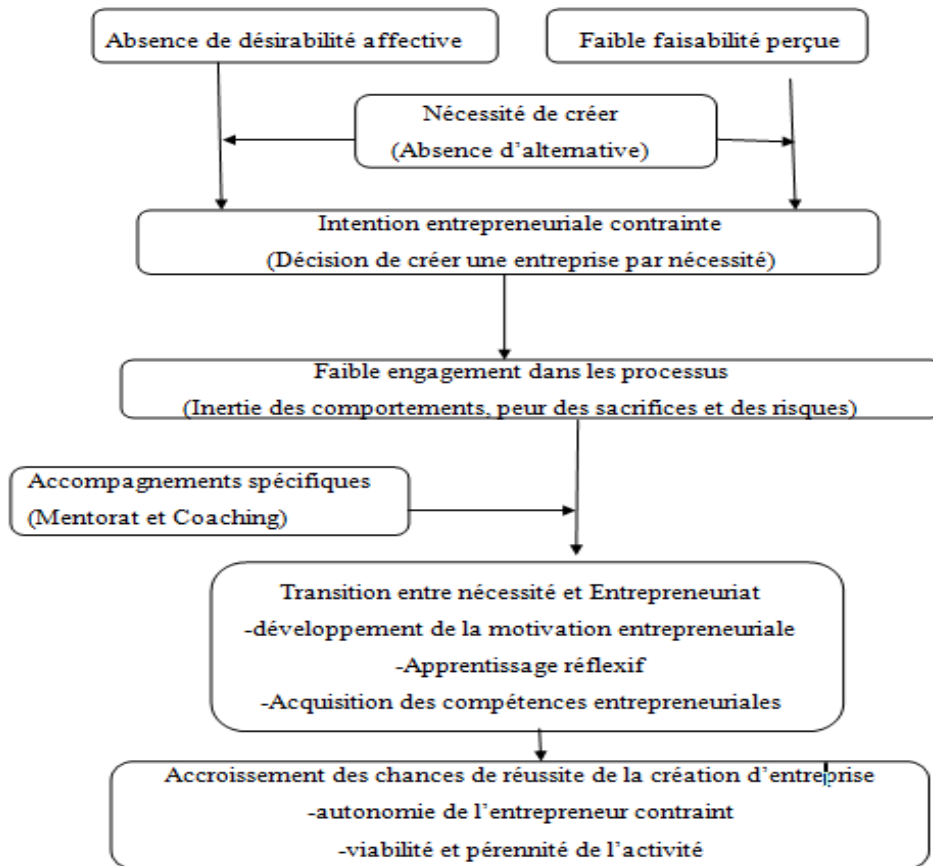 Absence de désirabilité affective
Faible faisabilité perçue
Nécessité de créer
(Absence d'alternative)
Intention entrepreneuriale contrainte
(Décision de créer une entreprise par nécessité)
Faible engagement dans les processus
(Inertie des comportements, peur des sacrifices et des risques)
Accompagnements spécifiques
(Mentorat et Coaching)
Transition entre nécessité et Entrepreneuriat
-développement de la motivation entrepreneuriale
-Apprentissage réflexif
-Acquisition des compétences entrepreneuriales
Accroissement des chances de réussite de la création d'entreprise
-autonomie de l'entrepreneur contraint
-viabilité et pérennité de l'activité